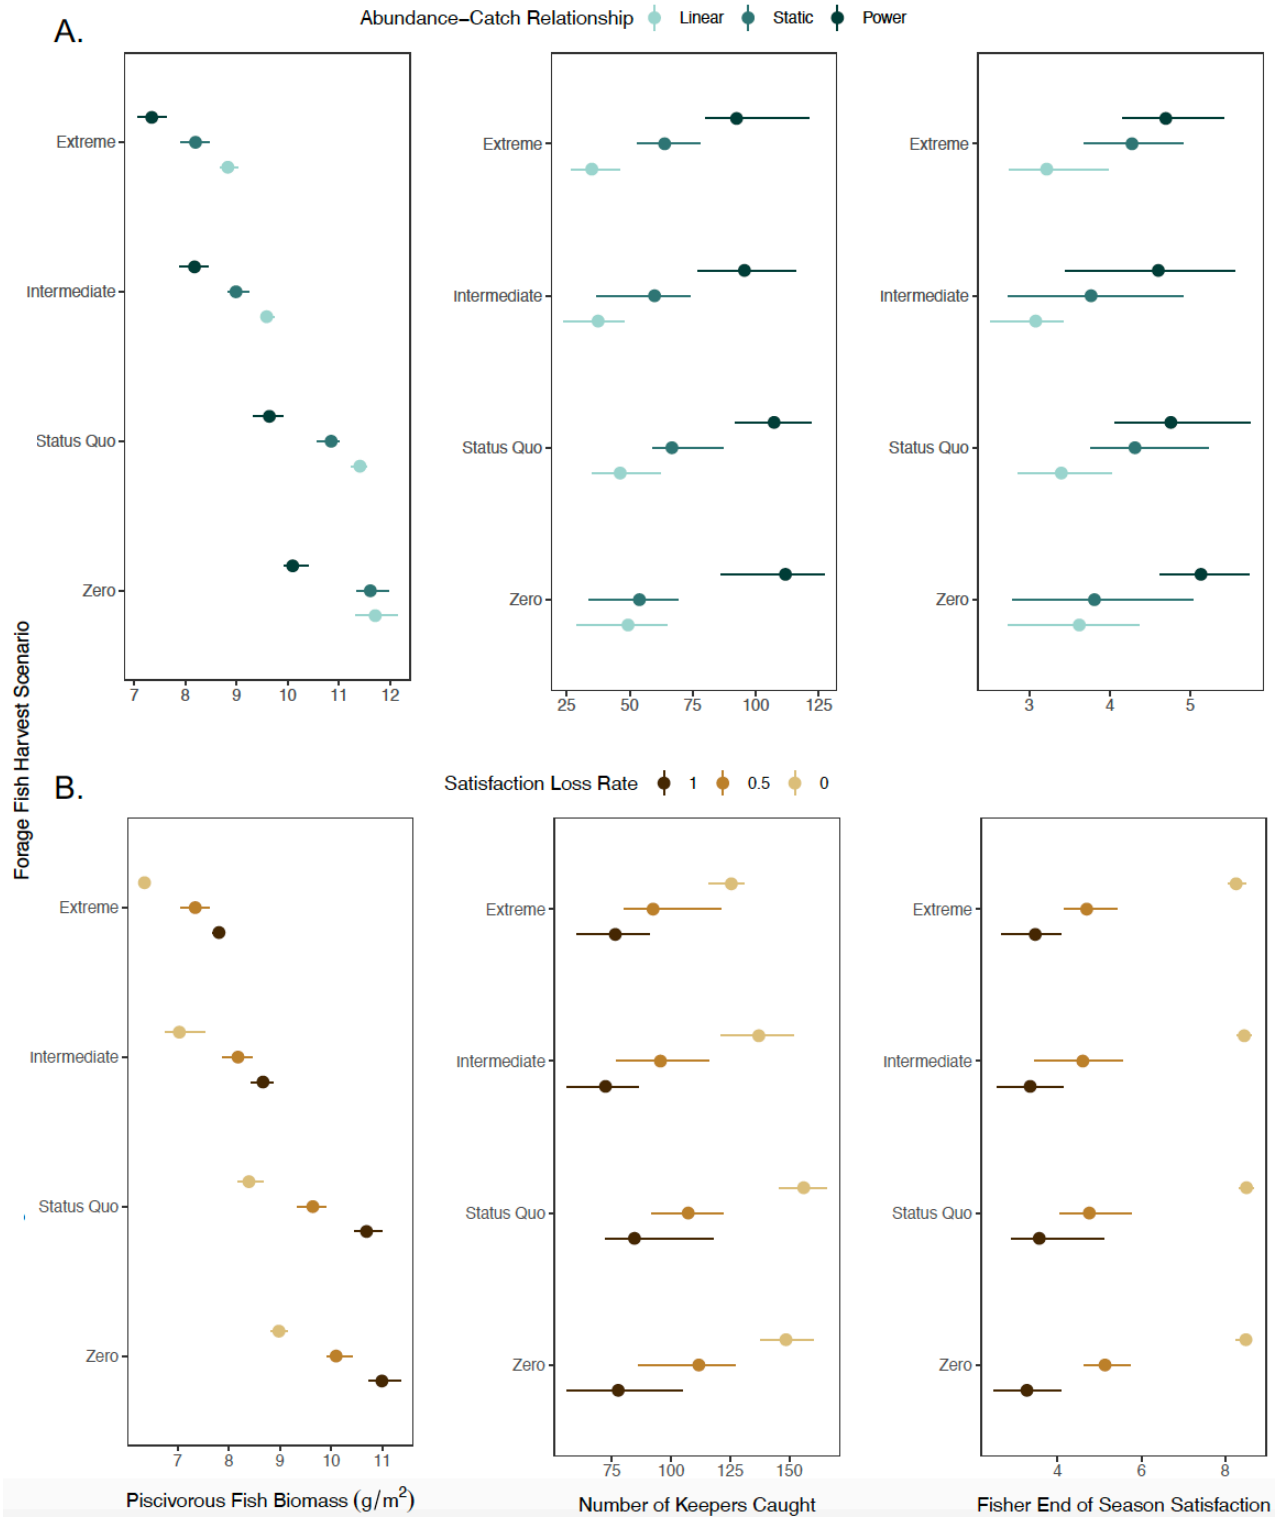 A.
Abundance–Catch Relationship Linear Static Power
Extreme
Intermediate
Status Quo
Zero
7 8 9 10 11 12
Extreme
Intermediate
Status Quo
Zero
25 50 75 100 125
Extreme
Intermediate
Status Quo
Zero
3 4 5
Forage Fish Harvest Scenario
B.
Satisfaction Loss Rate 1 0.5 0
Extreme
Intermediate
Status Quo
Zero
7 8 9 10 11
Piscivorous Fish Biomass (g/m²)
Extreme
Intermediate
Status Quo
Zero
75 100 125 150
Number of Keepers Caught
Extreme
Intermediate
Status Quo
Zero
4 6 8
Fisher End of Season Satisfaction